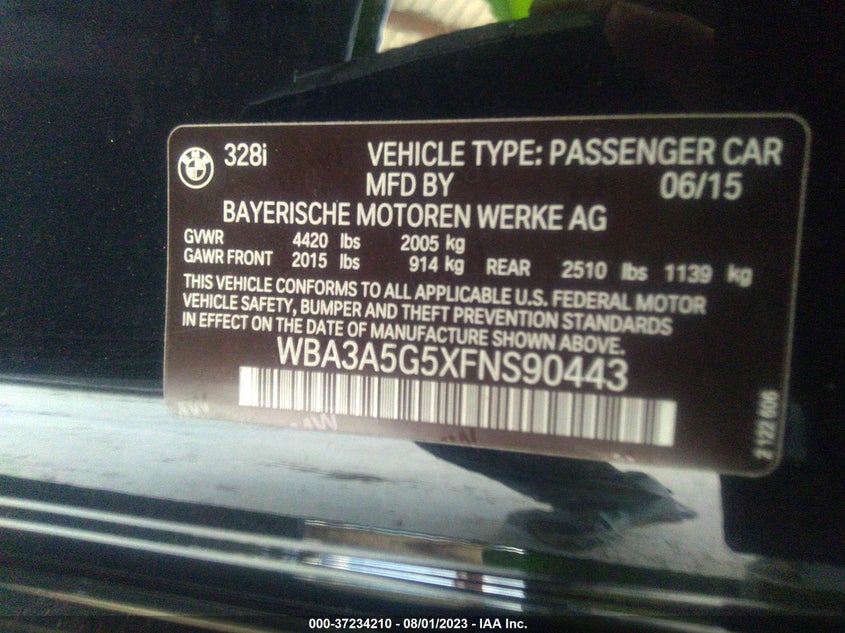 328i VEHICLE TYPE: PASSENGER CAR
MFD BY 06/15
BAYERISCHE MOTOREN WERKE AG
GVWR 4420 lbs 2005 kg
GAWR FRONT 2015 lbs 914 kg REAR 2510 lbs 1139 kg
THIS VEHICLE CONFORMS TO ALL APPLICABLE U.S. FEDERAL MOTOR
VEHICLE SAFETY, BUMPER AND THEFT PREVENTION STANDARDS
IN EFFECT ON THE DATE OF MANUFACTURE SHOWN ABOVE.
WBA3A5G5XFNS90443
2 122 606
000-37234210 - 08/01/2023 - IAA Inc.